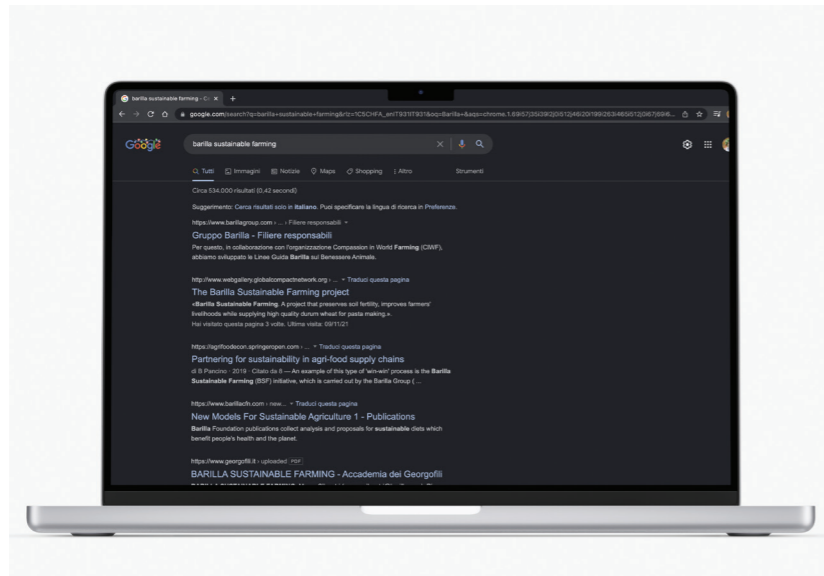 barilla sustainable farming - C
google.com/search?q=barilla+sustainable+farming&rlz=
Google
barilla sustainable farming
Tutti Immagini Notizie Maps Shopping Altro Strumenti
Circa 534.000 risultati (0,42 secondi)
Suggerimento: Cerca risultati solo in italiano. Puoi specificare la lingua di ricerca in Preferenze.
https://www.barillagroup.com › ... › Filiere responsabili
Gruppo Barilla - Filiere responsabili
Per questo, in collaborazione con l'organizzazione Compassion in World Farming (CIWF),
abbiamo sviluppato le Linee Guida Barilla sul Benessere Animale.
http://www.webgallery.globalcompactnetwork.org › ... Traduci questa pagina
The Barilla Sustainable Farming project
«Barilla Sustainable Farming. A project that preserves soil fertility, improves farmers'
livelihoods while supplying high quality durum wheat for pasta making.».
Hai visitato questa pagina 3 volte. Ultima visita: 09/11/21
https://agrifoodecon.springeropen.com › ... Traduci questa pagina
Partnering for sustainability in agri-food supply chains
di B Pancino · 2019 · Citato da 8 — An example of this type of 'win-win' process is the Barilla
Sustainable Farming (BSF) initiative, which is carried out by the Barilla Group ( ...
https://www.barillacfn.com › new... Traduci questa pagina
New Models For Sustainable Agriculture 1 - Publications
Barilla Foundation publications collect analysis and proposals for sustainable diets which
benefit people's health and the planet.
https://www.georgofili.it › uploaded PDF
BARILLA SUSTAINABLE FARMING - Accademia dei Georgofili